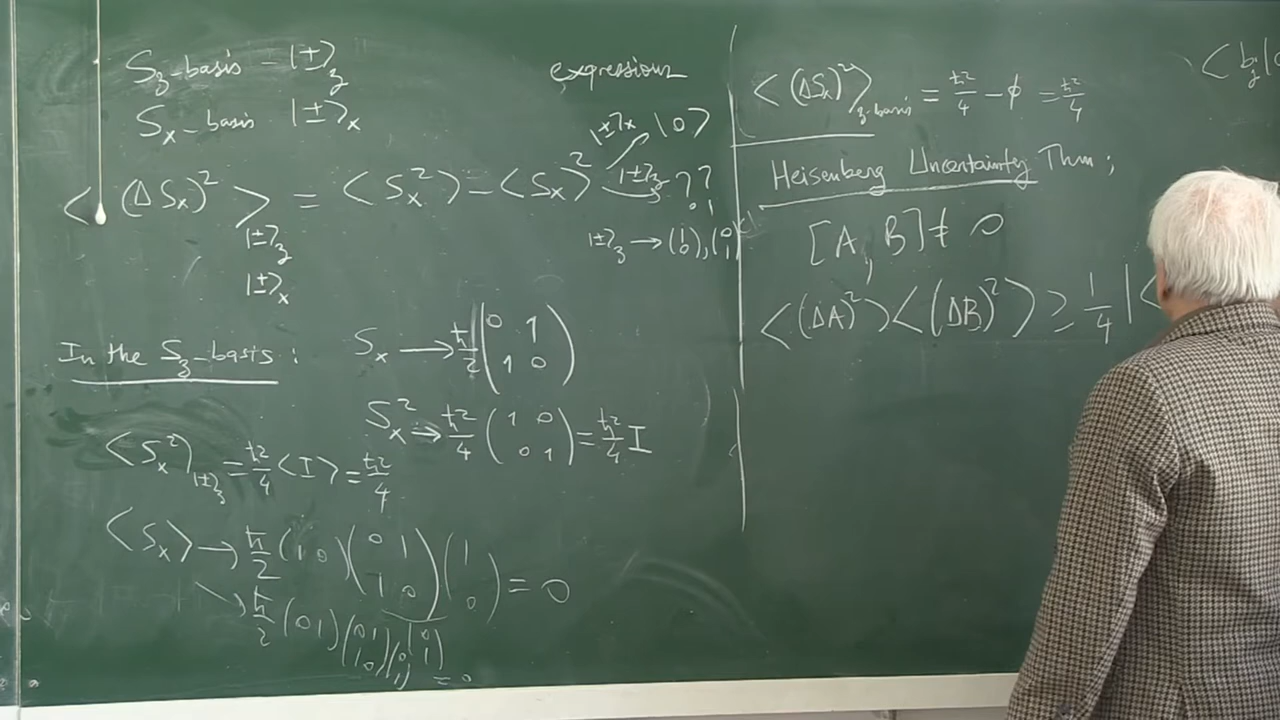 S_z-basis - |±⟩_z
S_x-basis |±⟩_x
⟨(ΔS_x)²⟩ = ⟨S_x²⟩ - ⟨S_x⟩²
|±⟩_z
|±⟩_x
expression
|±⟩_x |0⟩
|±⟩_z → ??
|±⟩_z → (1 0), (0 1)
In the S_z-basis:
S_x → ħ/2 (0 1; 1 0)
S_x² → ħ²/4 (1 0; 0 1) = ħ²/4 I
⟨S_x²⟩_|±⟩_z = ħ²/4 ⟨I⟩ = ħ²/4
⟨S_x⟩ → ħ/2 (1 0)(0 1; 1 0)(1; 0) = 0
↘ ħ/2 (0 1)(0 1; 1 0)(0; 1) = 0
⟨(ΔS_x)²⟩_z-basis = ħ²/4 - ϕ = ħ²/4
Heisenberg Uncertainty Thm;
[A, B] ≠ 0
⟨(ΔA)²⟩⟨(ΔB)²⟩ ≥ 1/4 |⟨